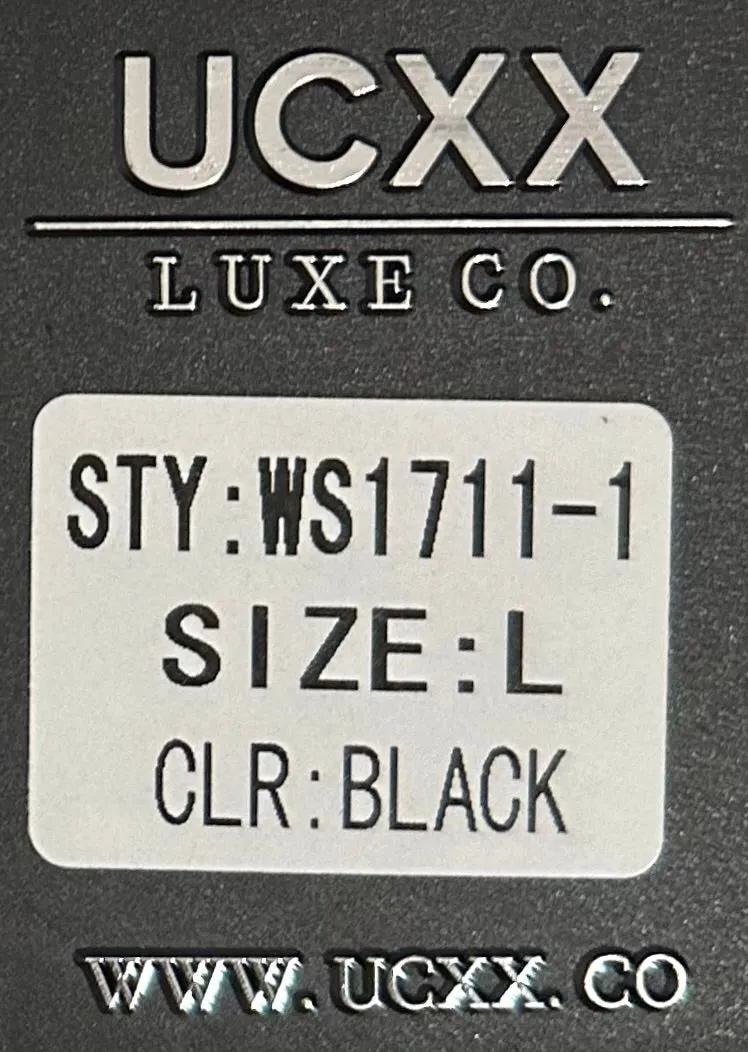 UCXX
LUXE CO.
STY:WS1711-1
SIZE:L
CLR:BLACK
WWW.UCXX.CO